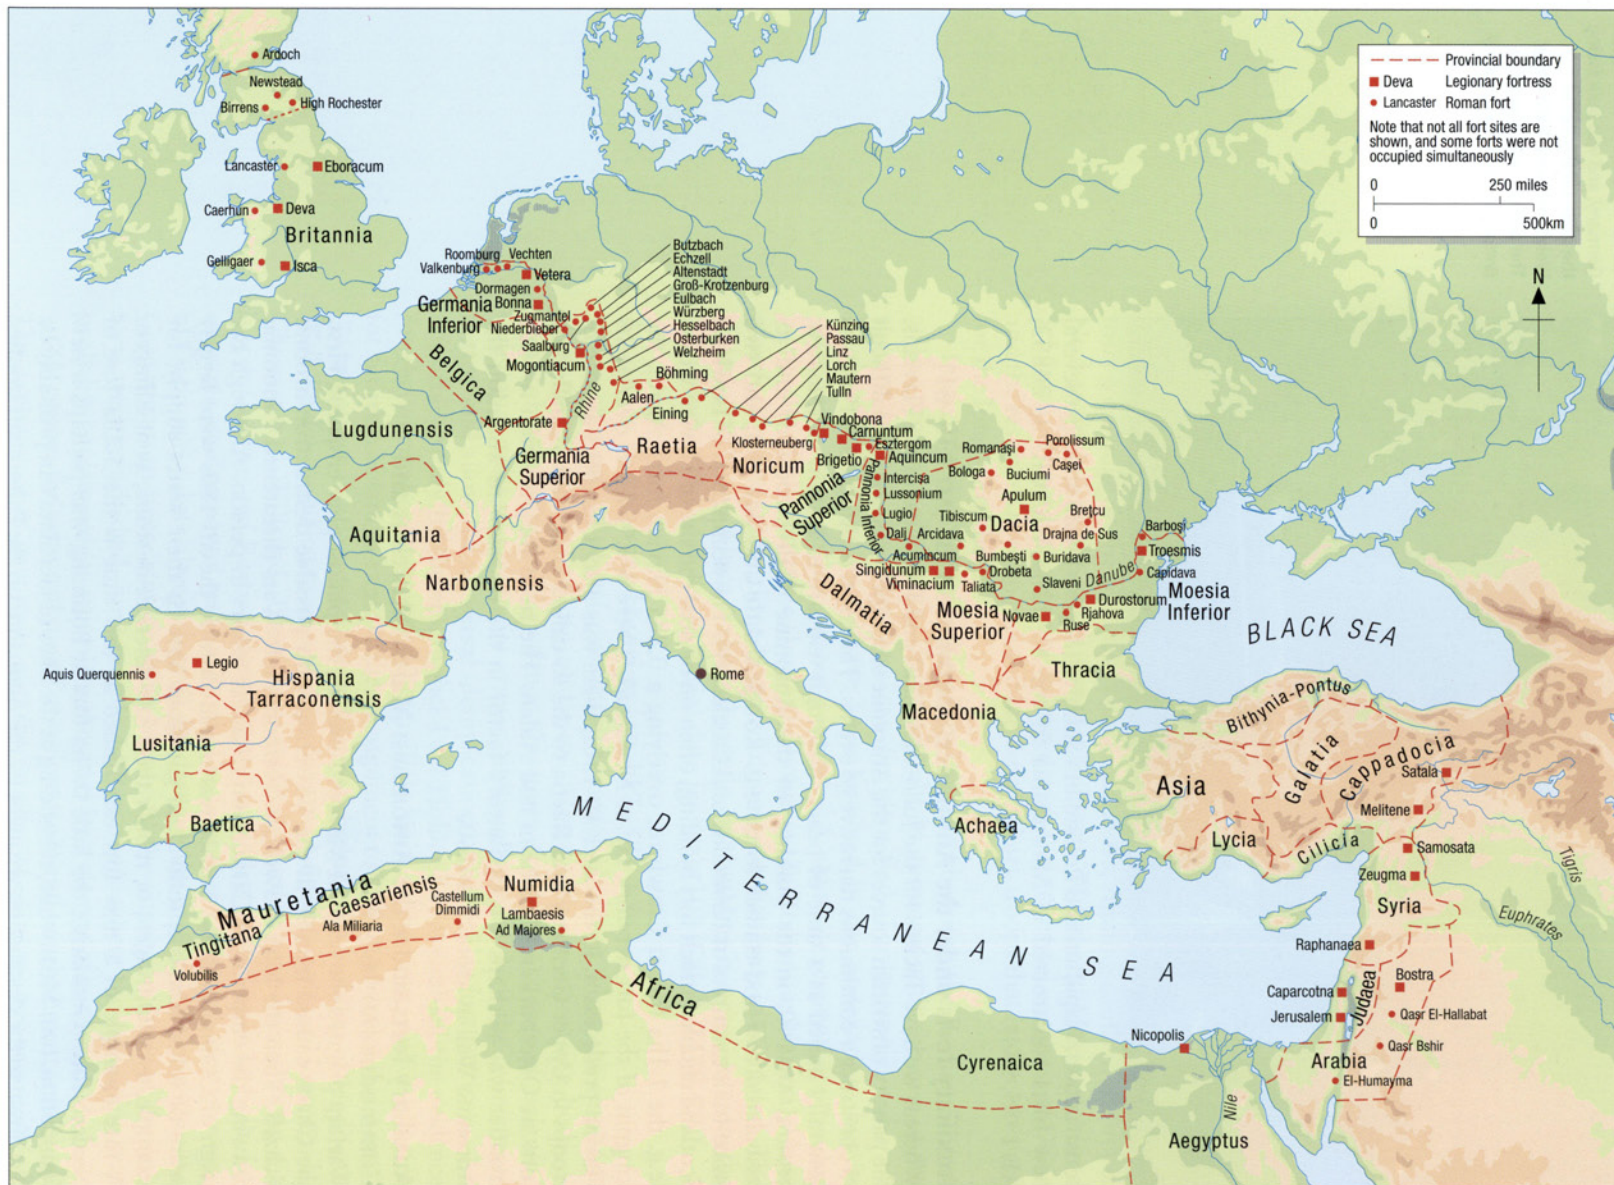 Provincial boundary
Deva Legionary fortress
Lancaster Roman fort
Note that not all fort sites are
shown, and some forts were not
occupied simultaneously
0 250 miles
0 500km
N
Ardoch
Newstead
Birrens
High Rochester
Lancaster
Eboracum
Caerhun
Deva
Britannia
Gelligaer
Isca
Roomburg
Vechten
Valkenburg
Vetera
Dormagen
Bonna
Germania
Inferior
Zugmantel
Niederbieber
Saalburg
Mogontiacum
Belgica
Butzbach
Echzell
Altenstadt
Groß-Krotzenburg
Eulbach
Würzberg
Hesselbach
Osterburken
Welzheim
Rhine
Argentorate
Aalen
Böhming
Eining
Künzing
Passau
Linz
Lorch
Mautern
Tulln
Vindobona
Carnuntum
Klosterneuberg
Brigetio
Esztergom
Aquincum
Lugdunensis
Germania
Superior
Raetia
Noricum
Pannonia
Superior
Pannonia Inferior
Intercisa
Lussonium
Lugio
Dalj
Romanaşi
Porolissum
Bologa
Buciumi
Caşei
Apulum
Tibiscum
Dacia
Breţcu
Arcidava
Drajna de Sus
Barboşi
Acumincum
Bumbeşti
Buridava
Troesmis
Singidunum
Viminacium
Taliata
Orobeta
Slaveni
Danube
Capidava
Durostorum
Moesia
Inferior
Novae
Ruse
Rjahova
Moesia
Superior
Dalmatia
Aquitania
Narbonensis
Aquis Querquennis
Legio
Hispania
Tarraconensis
Lusitania
Baetica
Rome
Thracia
Macedonia
Achaea
BLACK SEA
Bithynia-Pontus
Galatia
Cappadocia
Asia
Lycia
Cilicia
Satala
Melitene
Samosata
Zeugma
Tigris
Euphrates
Syria
MEDITERRANEAN SEA
Mauretania
Caesariensis
Tingitana
Volubilis
Ala Miliaria
Castellum
Dimmidi
Numidia
Lambaesis
Ad Majores
Africa
Cyrenaica
Nicopolis
Nile
Aegyptus
Raphanaea
Caparcotna
Jerusalem
Judaea
Bostra
Qaşr El-Hallabat
Qasr Bshir
Arabia
El-Humayma